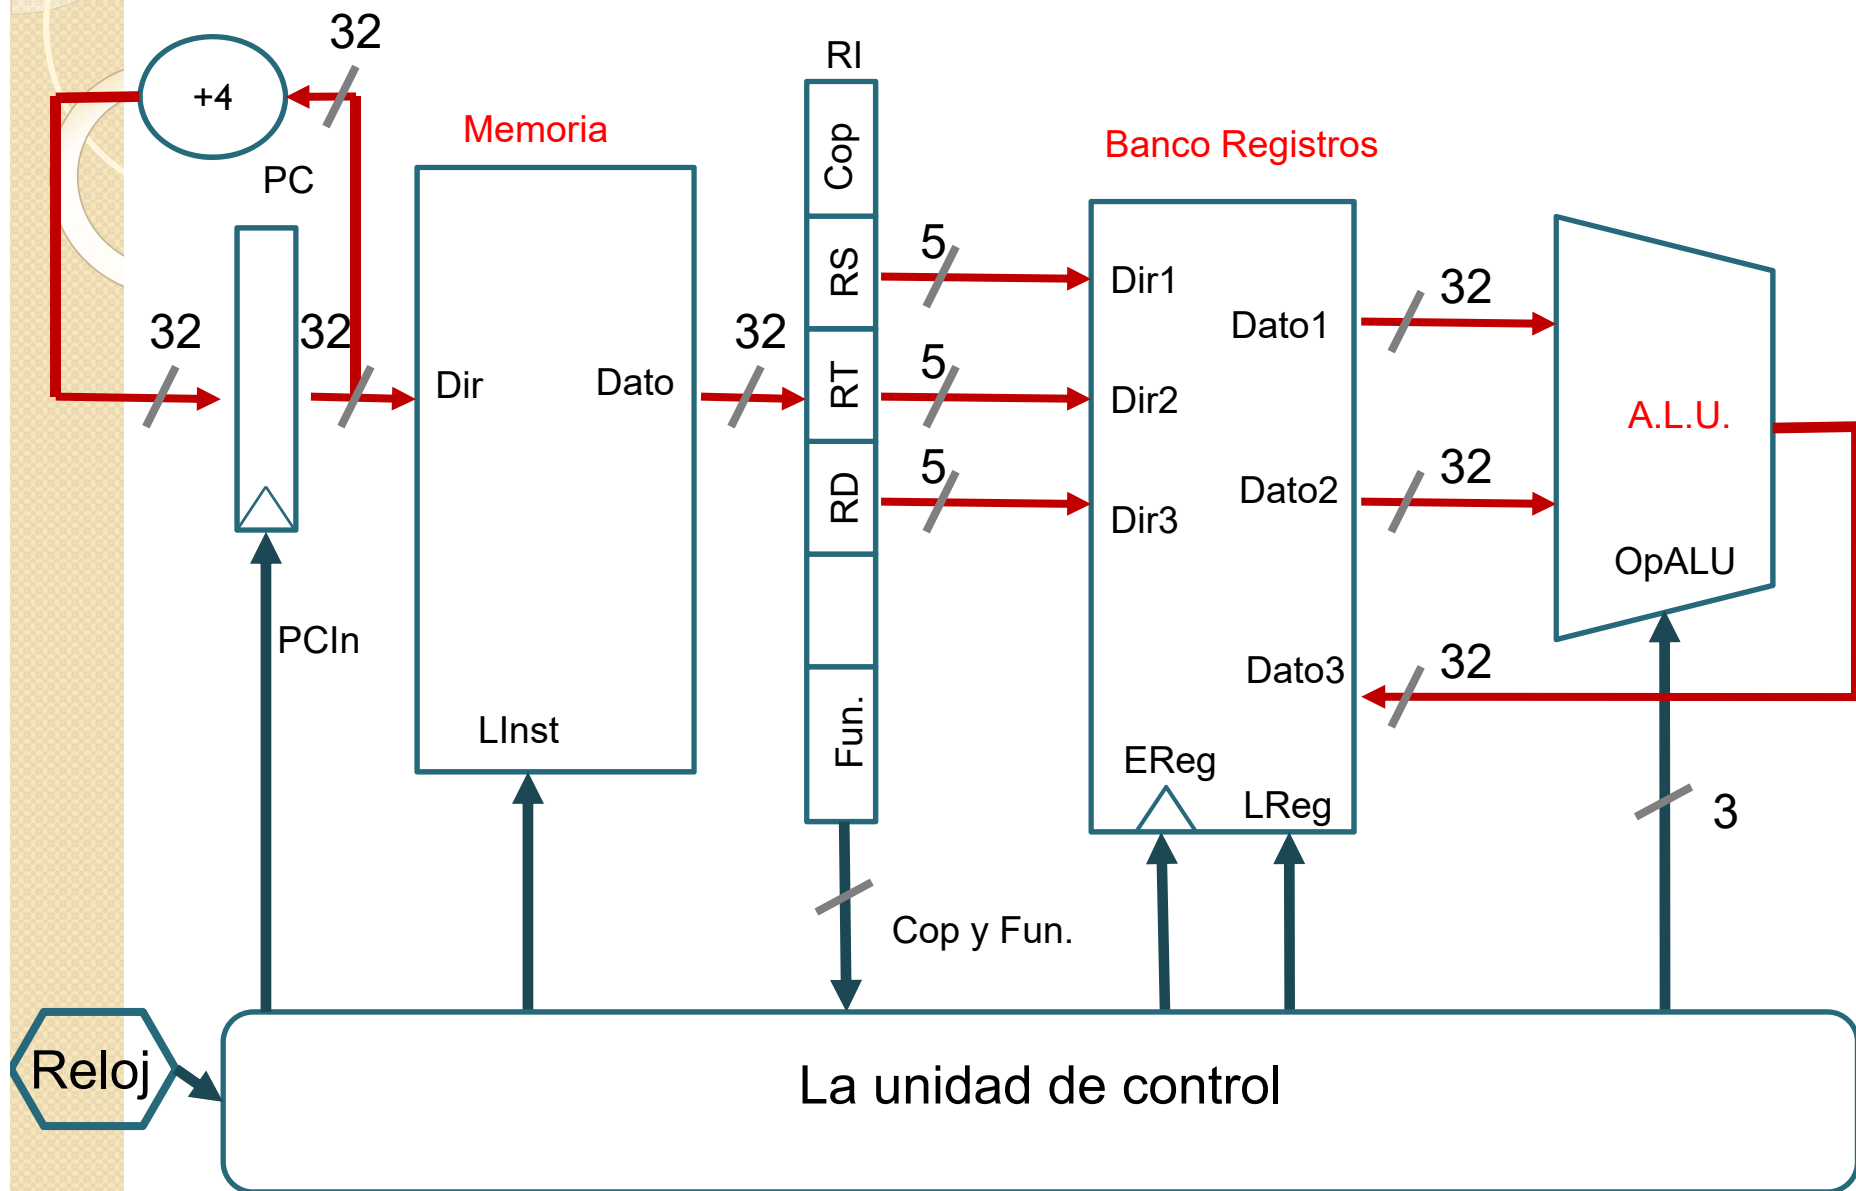 32
+4
PC
32
32
PCIn
Memoria
Dir
Dato
LInst
32
RI
Cop
RS
RT
RD
Fun.
5
5
5
Cop y Fun.
Banco Registros
Dir1
Dir2
Dir3
Dato1
Dato2
Dato3
EReg
LReg
32
32
32
A.L.U.
OpALU
3
Reloj
La unidad de control